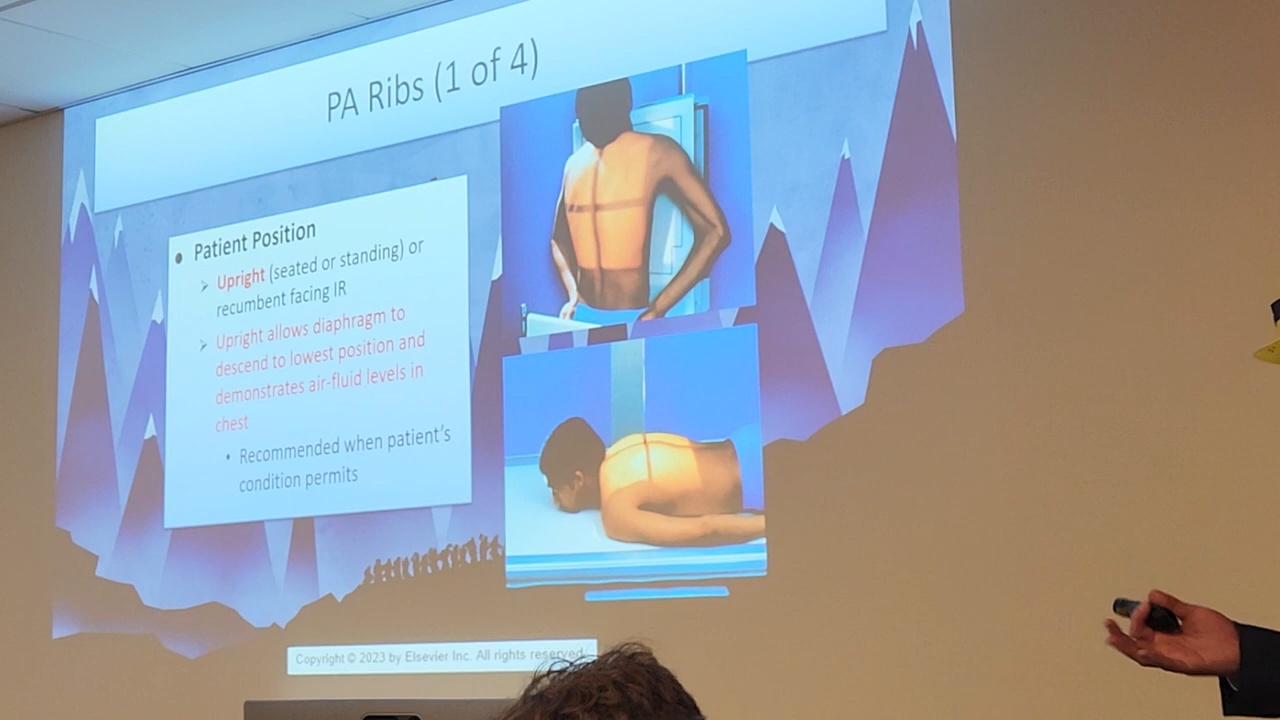 PA Ribs (1 of 4)
• Patient Position
➢ Upright (seated or standing) or
recumbent facing IR
➢ Upright allows diaphragm to
descend to lowest position and
demonstrates air-fluid levels in
chest
• Recommended when patient's
condition permits
Copyright © 2023 by Elsevier Inc. All rights reserved.